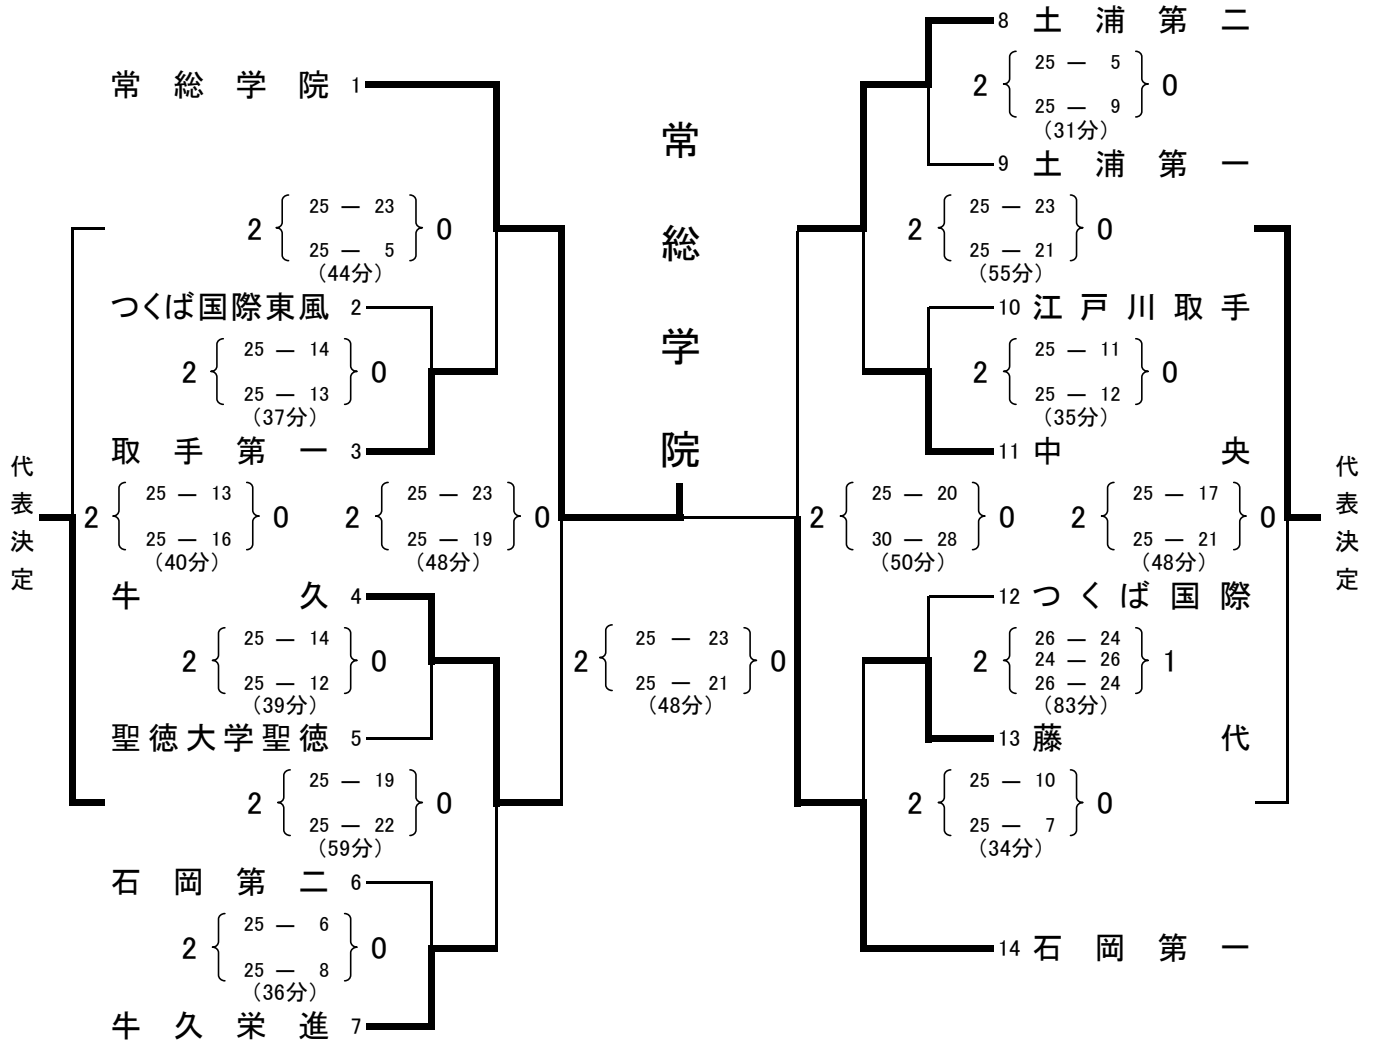 常総学院 1
2 25 — 23 0
25 — 5
(44分)
つくば国際東風 2
2 25 — 14 0
25 — 13
(37分)
取手第一 3
代表決定
2 25 — 13 0
25 — 16
(40分)
2 25 — 23 0
25 — 19
(48分)
牛久 4
2 25 — 14 0
25 — 12
(39分)
聖徳大学聖徳 5
2 25 — 19 0
25 — 22
(59分)
石岡第二 6
2 25 — 6 0
25 — 8
(36分)
牛久栄進 7
常総学院
2 25 — 23 0
25 — 21
(48分)
8 土浦第二
2 25 — 5 0
25 — 9
(31分)
9 土浦第一
2 25 — 23 0
25 — 21
(55分)
10 江戸川取手
2 25 — 11 0
25 — 12
(35分)
11 中央
2 25 — 20 0
30 — 28
(50分)
2 25 — 17 0
25 — 21
(48分)
代表決定
12 つくば国際
26 — 24
2 24 — 26 1
26 — 24
(83分)
13 藤代
2 25 — 10 0
25 — 7
(34分)
14 石岡第一